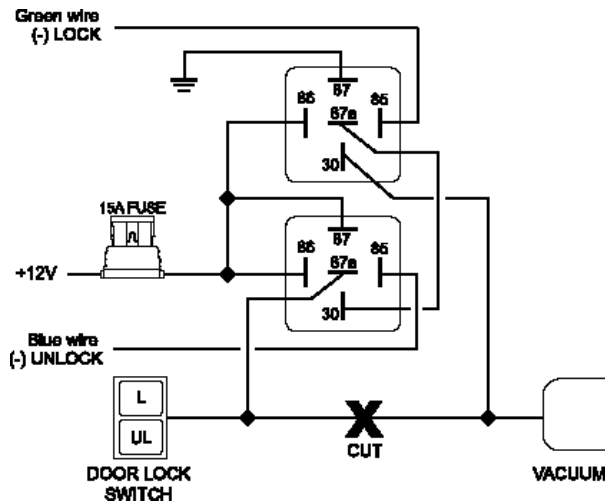 Green wire
(-) LOCK
87
86
87a
85
30
15A FUSE
87
86
87a
85
30
+12V
Blue wire
(-) UNLOCK
L
UL
CUT
DOOR LOCK
SWITCH
VACUUM